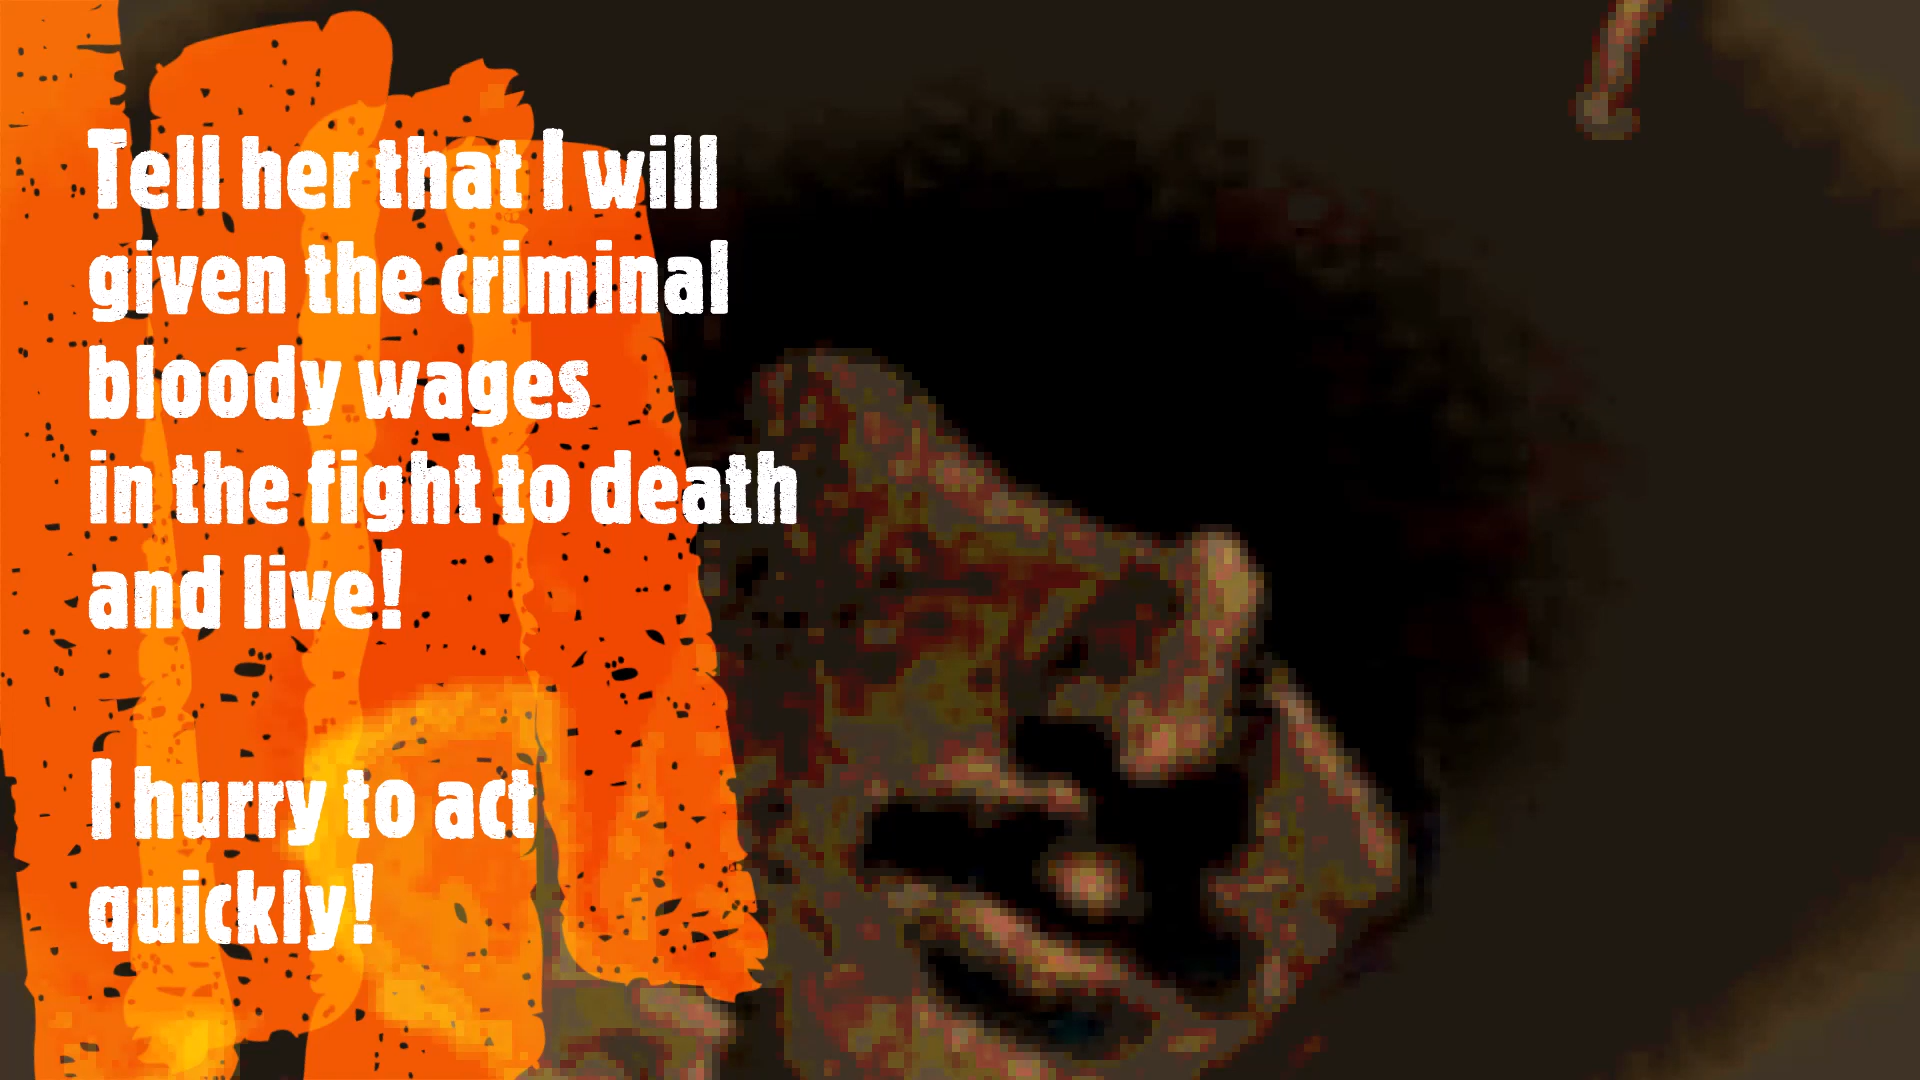 Tell her that I will
given the criminal
bloody wages
in the fight to death
and live!
I hurry to act
quickly!